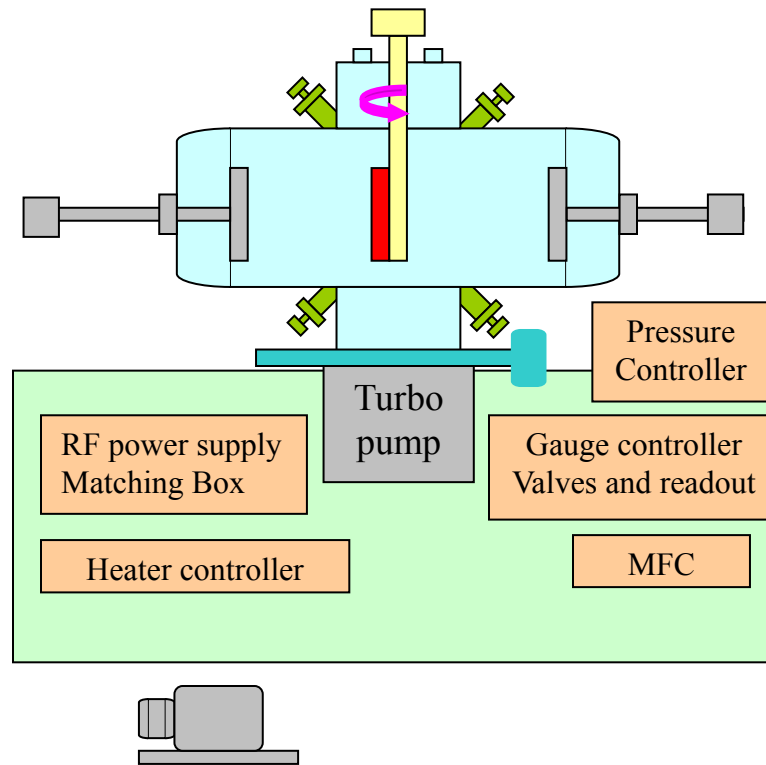 Pressure
Controller
Turbo
pump
RF power supply
Matching Box
Gauge controller
Valves and readout
Heater controller
MFC